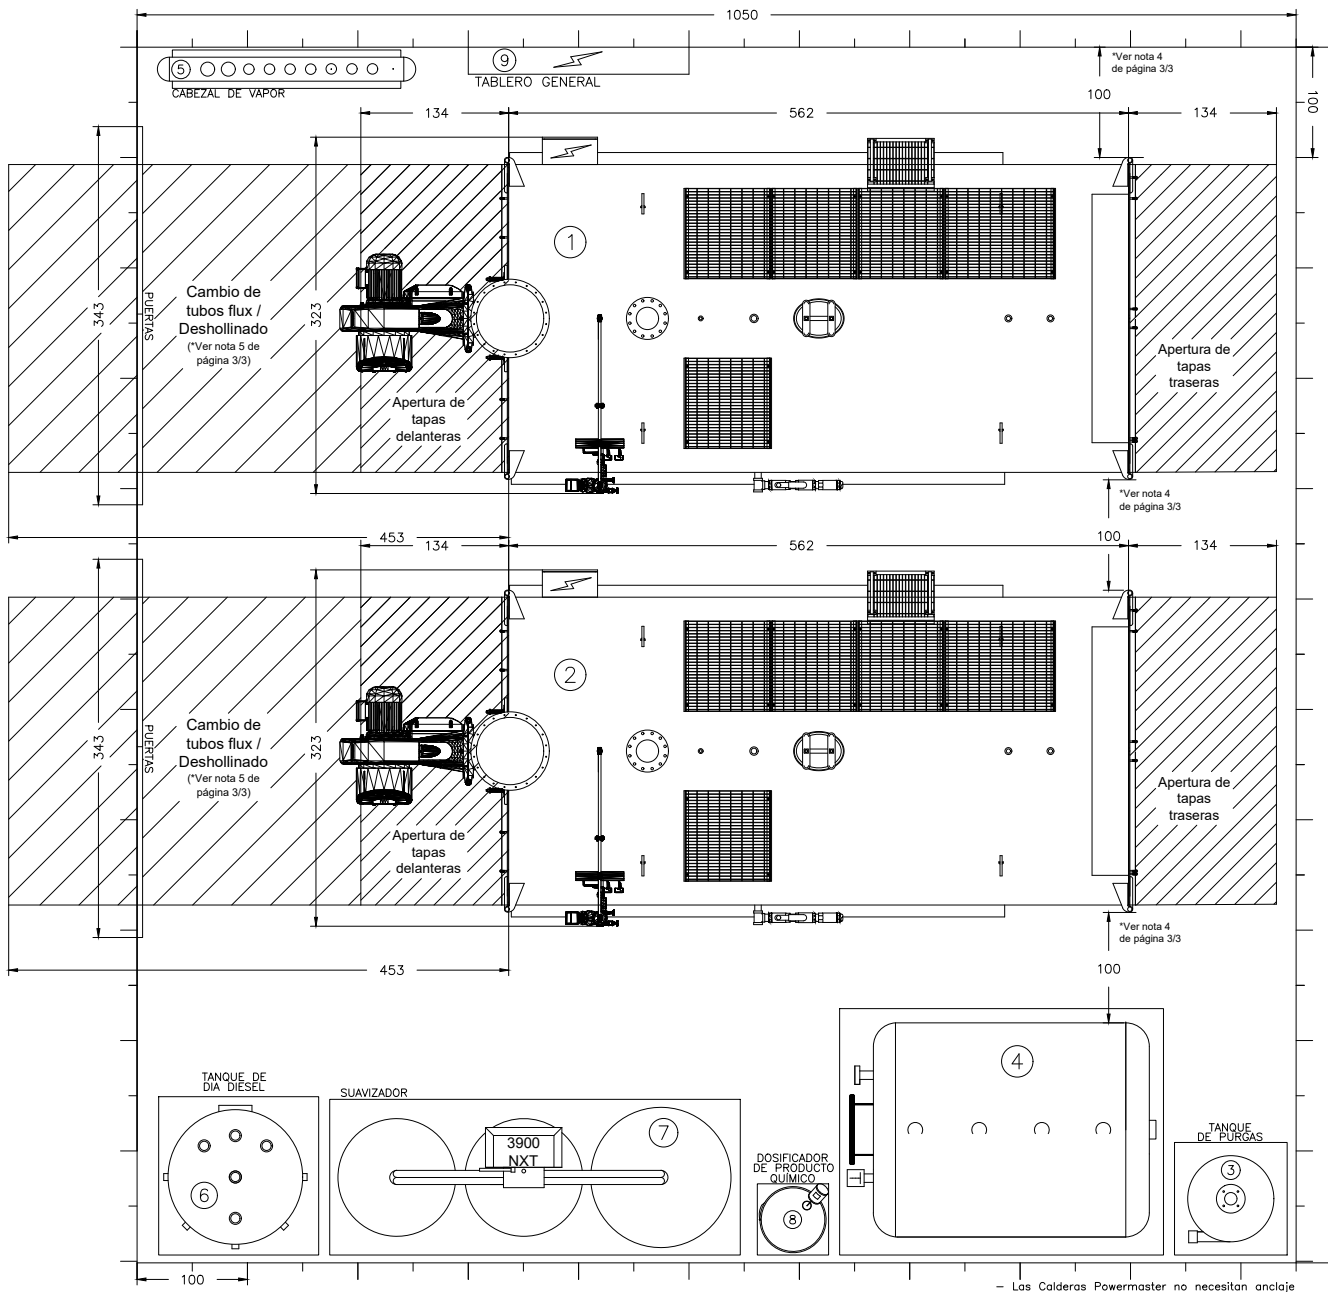 1050
5
CABEZAL DE VAPOR
9
TABLERO GENERAL
*Ver nota 4
de página 3/3
100
100
134
562
134
343
PUERTAS
Cambio de
tubos flux /
Deshollinado
(*Ver nota 5 de
página 3/3)
323
1
Apertura de
tapas
delanteras
Apertura de
tapas
traseras
*Ver nota 4
de página 3/3
453
134
562
100
134
343
PUERTAS
Cambio de
tubos flux /
Deshollinado
(*Ver nota 5 de
página 3/3)
323
2
Apertura de
tapas
delanteras
Apertura de
tapas
traseras
*Ver nota 4
de página 3/3
453
100
TANQUE DE
DIA DIESEL
6
SUAVIZADOR
3900
NXT
7
DOSIFICADOR
DE PRODUCTO
QUÍMICO
8
4
TANQUE
DE PURGAS
3
100
– Las Calderas Powermaster no necesitan anclaje